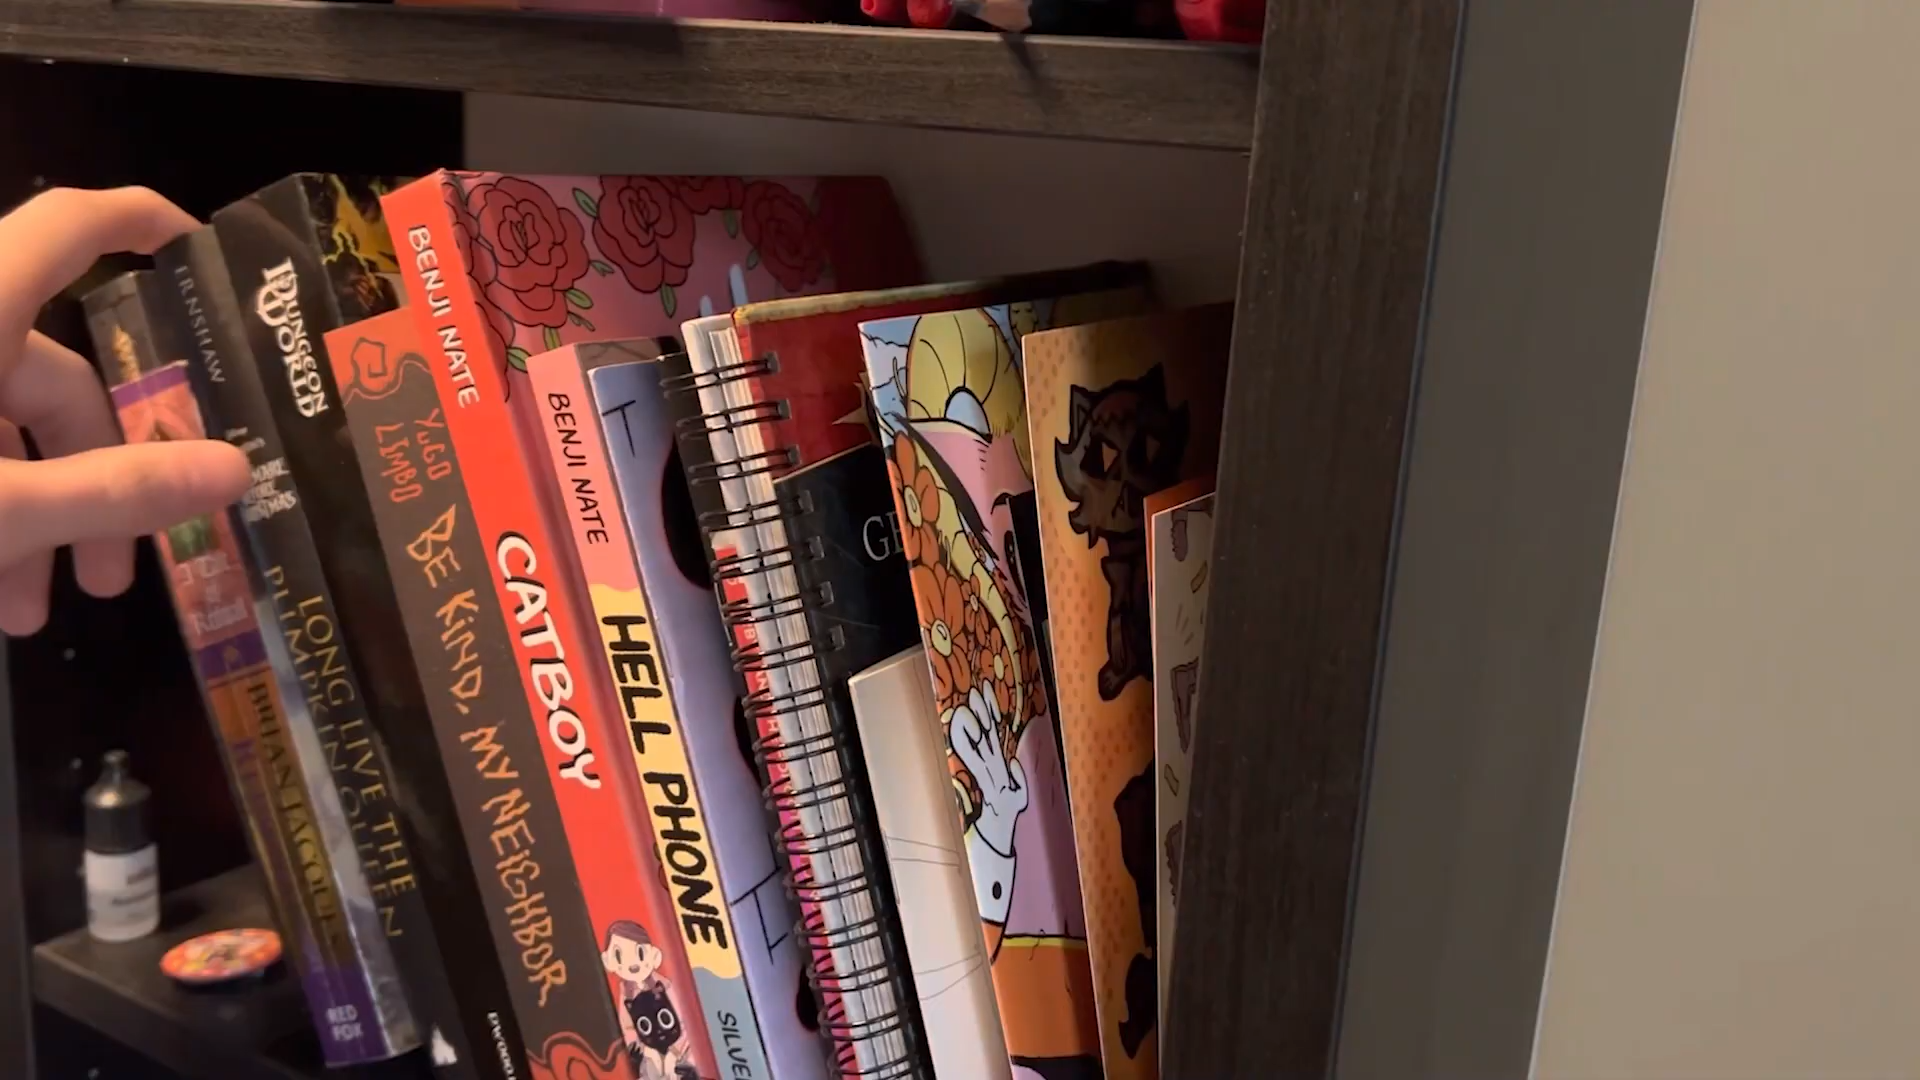 BRIAN JACQUES
RED
FOX
ERNSHAW
LONG LIVE THE
PUMPKIN QUEEN
DUNGEON
WORLD
YUGO
LIMBO
BE KIND, MY NEIGHBOR
BENJI NATE
CATBOY
BENJI NATE
HELL PHONE
SILVE
GE